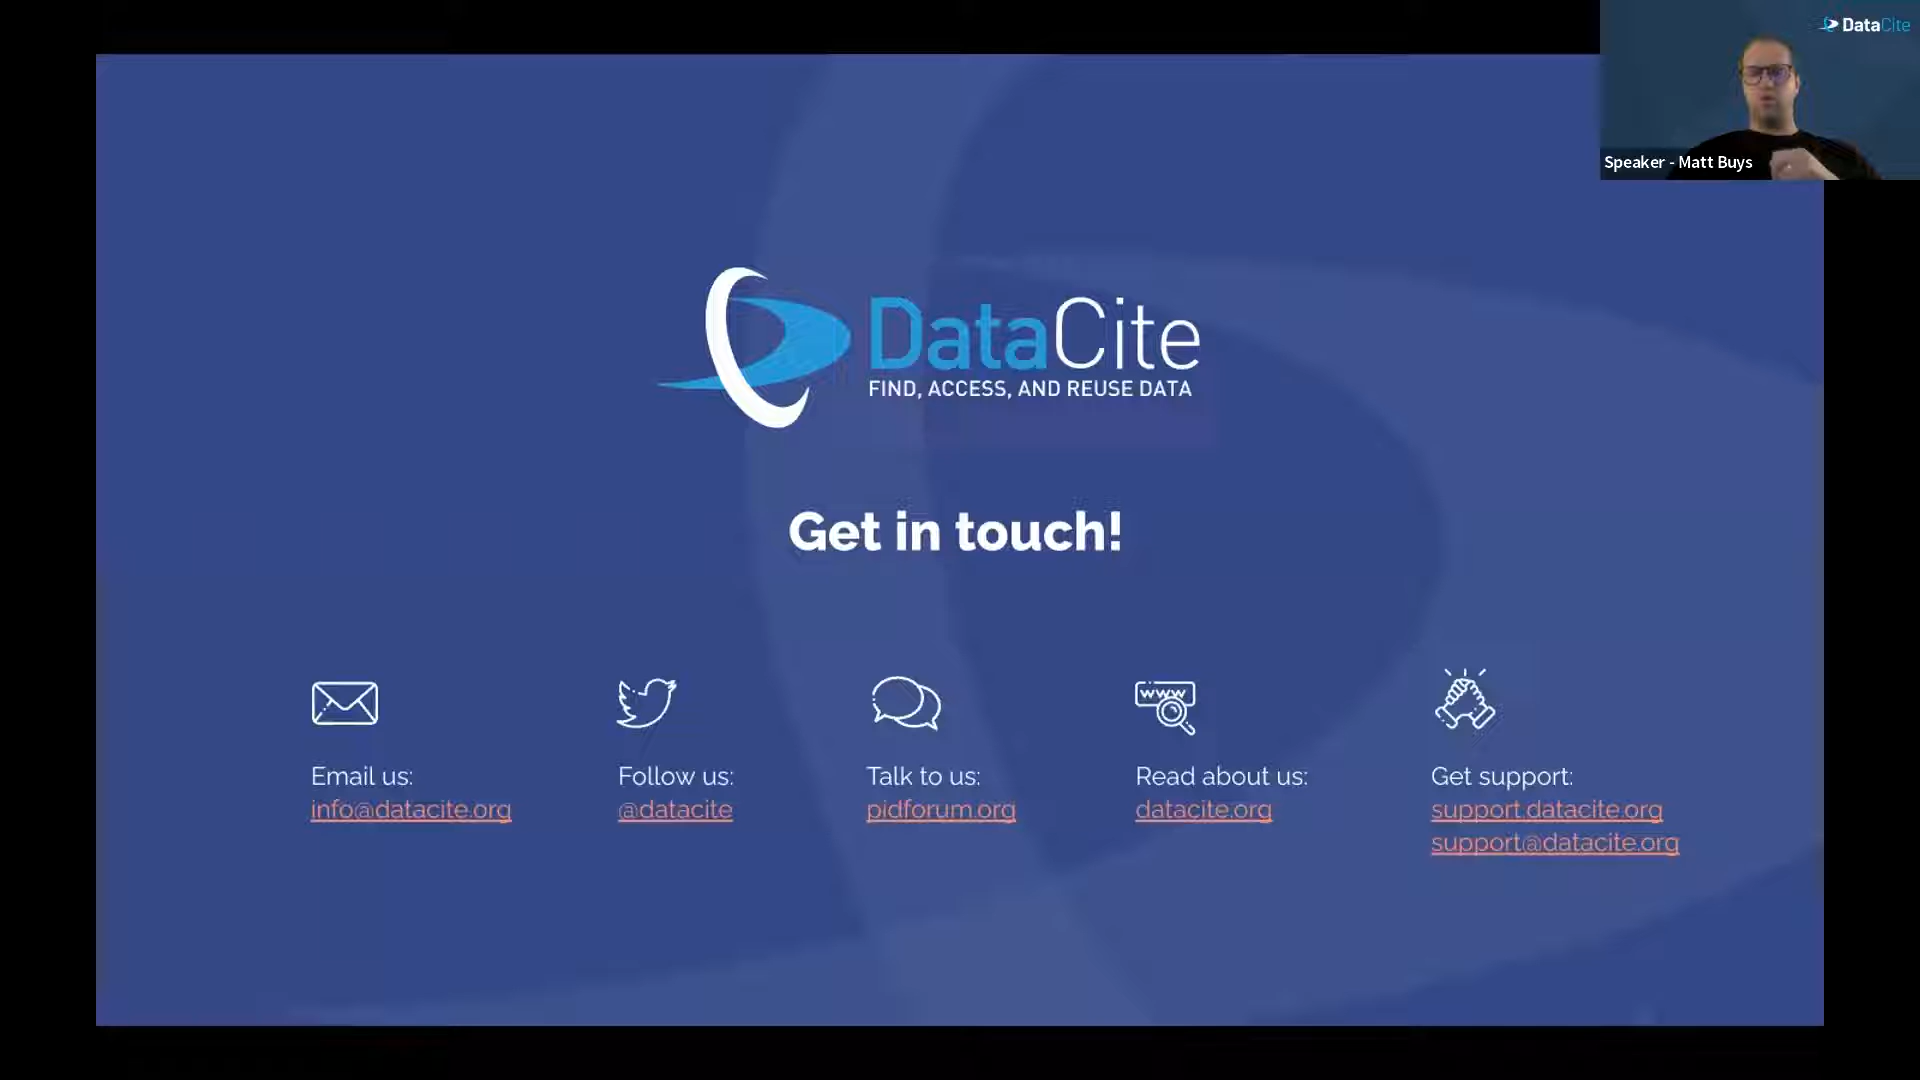 DataCite
Speaker - Matt Buys
DataCite
FIND, ACCESS, AND REUSE DATA
Get in touch!
www
Email us:
info@datacite.org
Follow us:
@datacite
Talk to us:
pidforum.org
Read about us:
datacite.org
Get support:
support.datacite.org
support@datacite.org